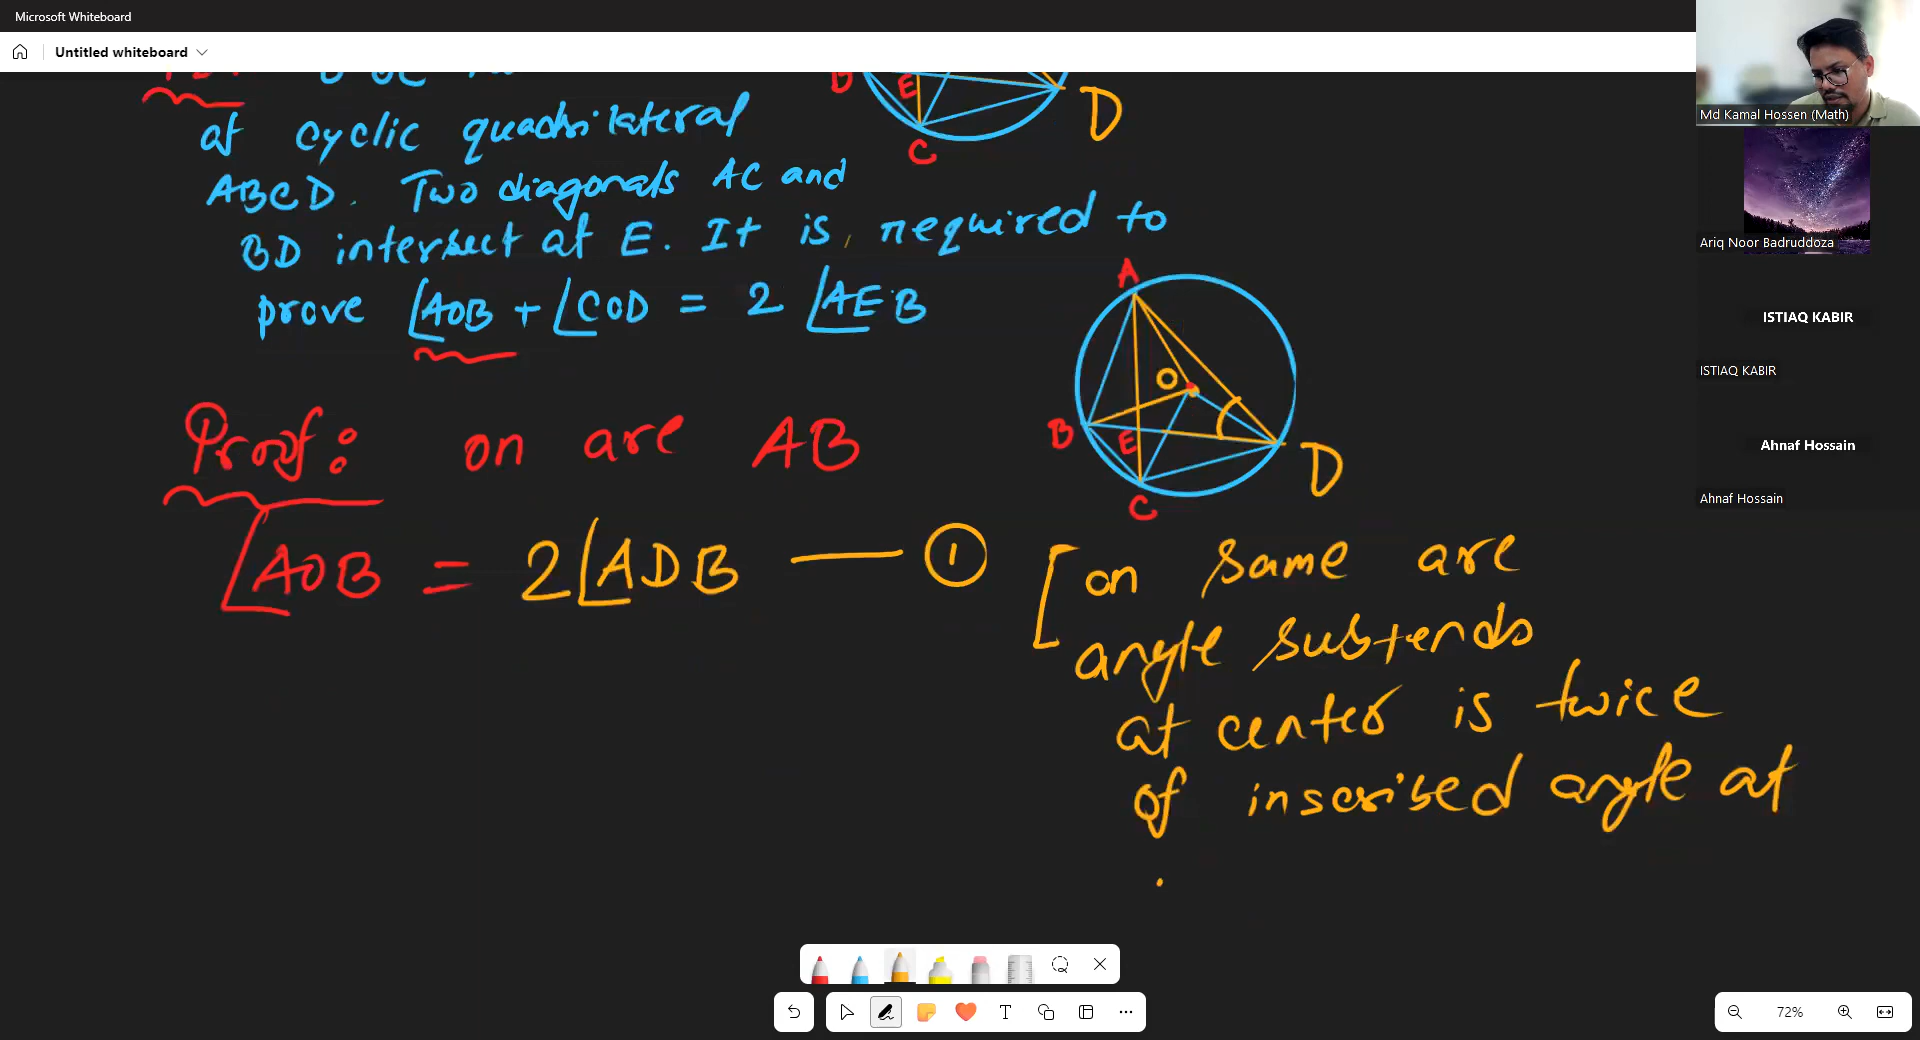 Microsoft Whiteboard
Untitled whiteboard
B E D
C
of cyclic quadrilateral
ABCD. Two diagonals AC and
BD intersect at E. It is, required to
prove ∠AOB + ∠COD = 2 ∠AEB
A
O
B E D
C
Proof: on arc AB
∠AOB = 2∠ADB — ①
[on same arc
angle subtends
at center is twice
of inscribed angle at
Md Kamal Hossen (Math)
Ariq Noor Badruddoza
ISTIAQ KABIR
ISTIAQ KABIR
Ahnaf Hossain
Ahnaf Hossain
72%